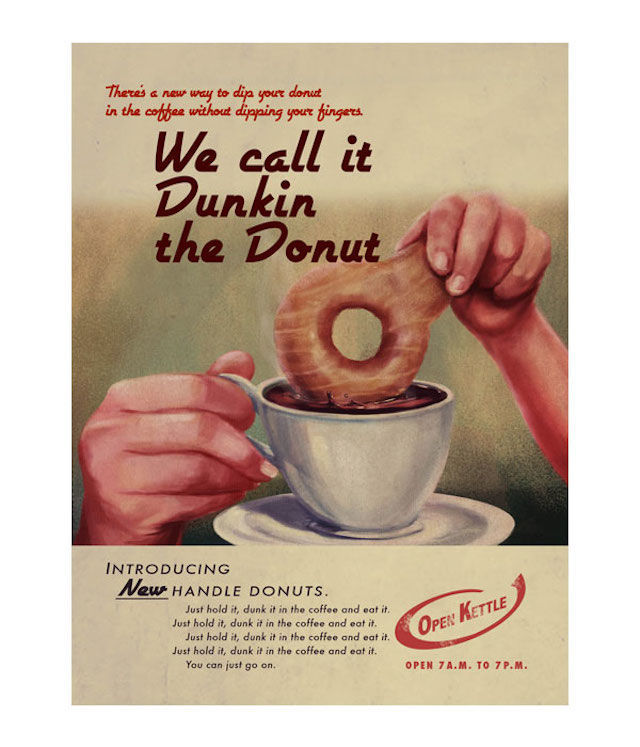 There's a new way to dip your donut
in the coffee without dipping your fingers.
We call it
Dunkin
the Donut
INTRODUCING
New HANDLE DONUTS.
Just hold it, dunk it in the coffee and eat it.
Just hold it, dunk it in the coffee and eat it.
Just hold it, dunk it in the coffee and eat it.
Just hold it, dunk it in the coffee and eat it.
You can just go on.
OPEN KETTLE
OPEN 7 A.M. TO 7 P.M.